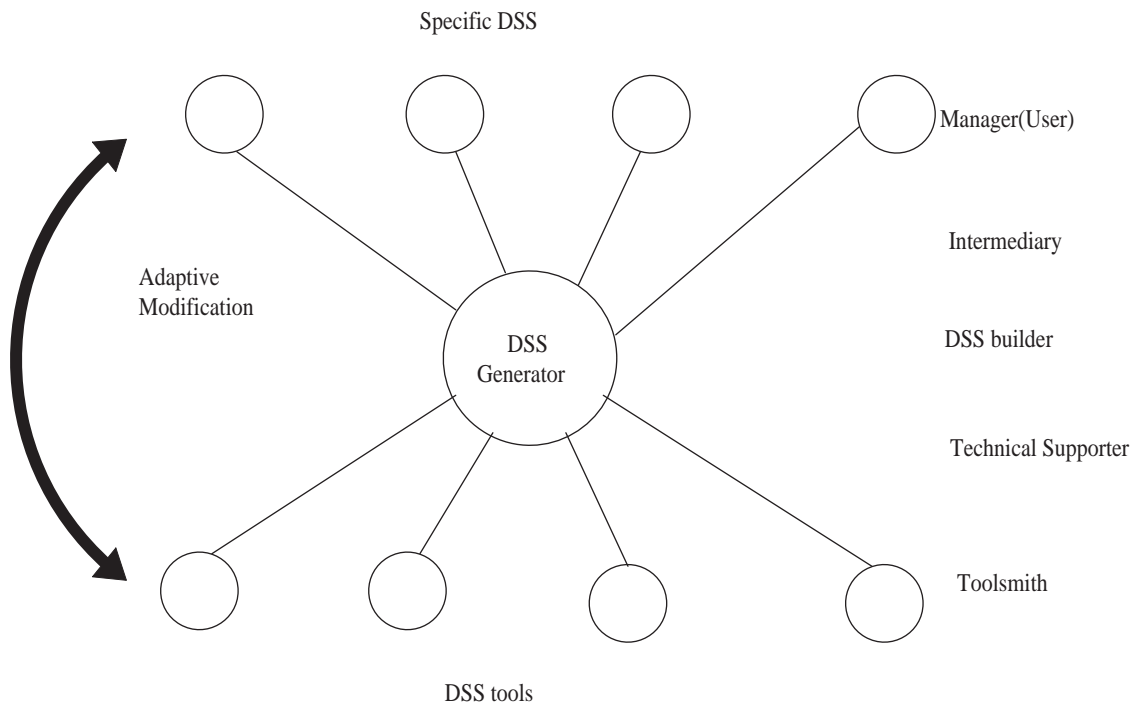 Specific DSS
Manager(User)
Intermediary
Adaptive
Modification
DSS builder
DSS
Generator
Technical Supporter
Toolsmith
DSS tools